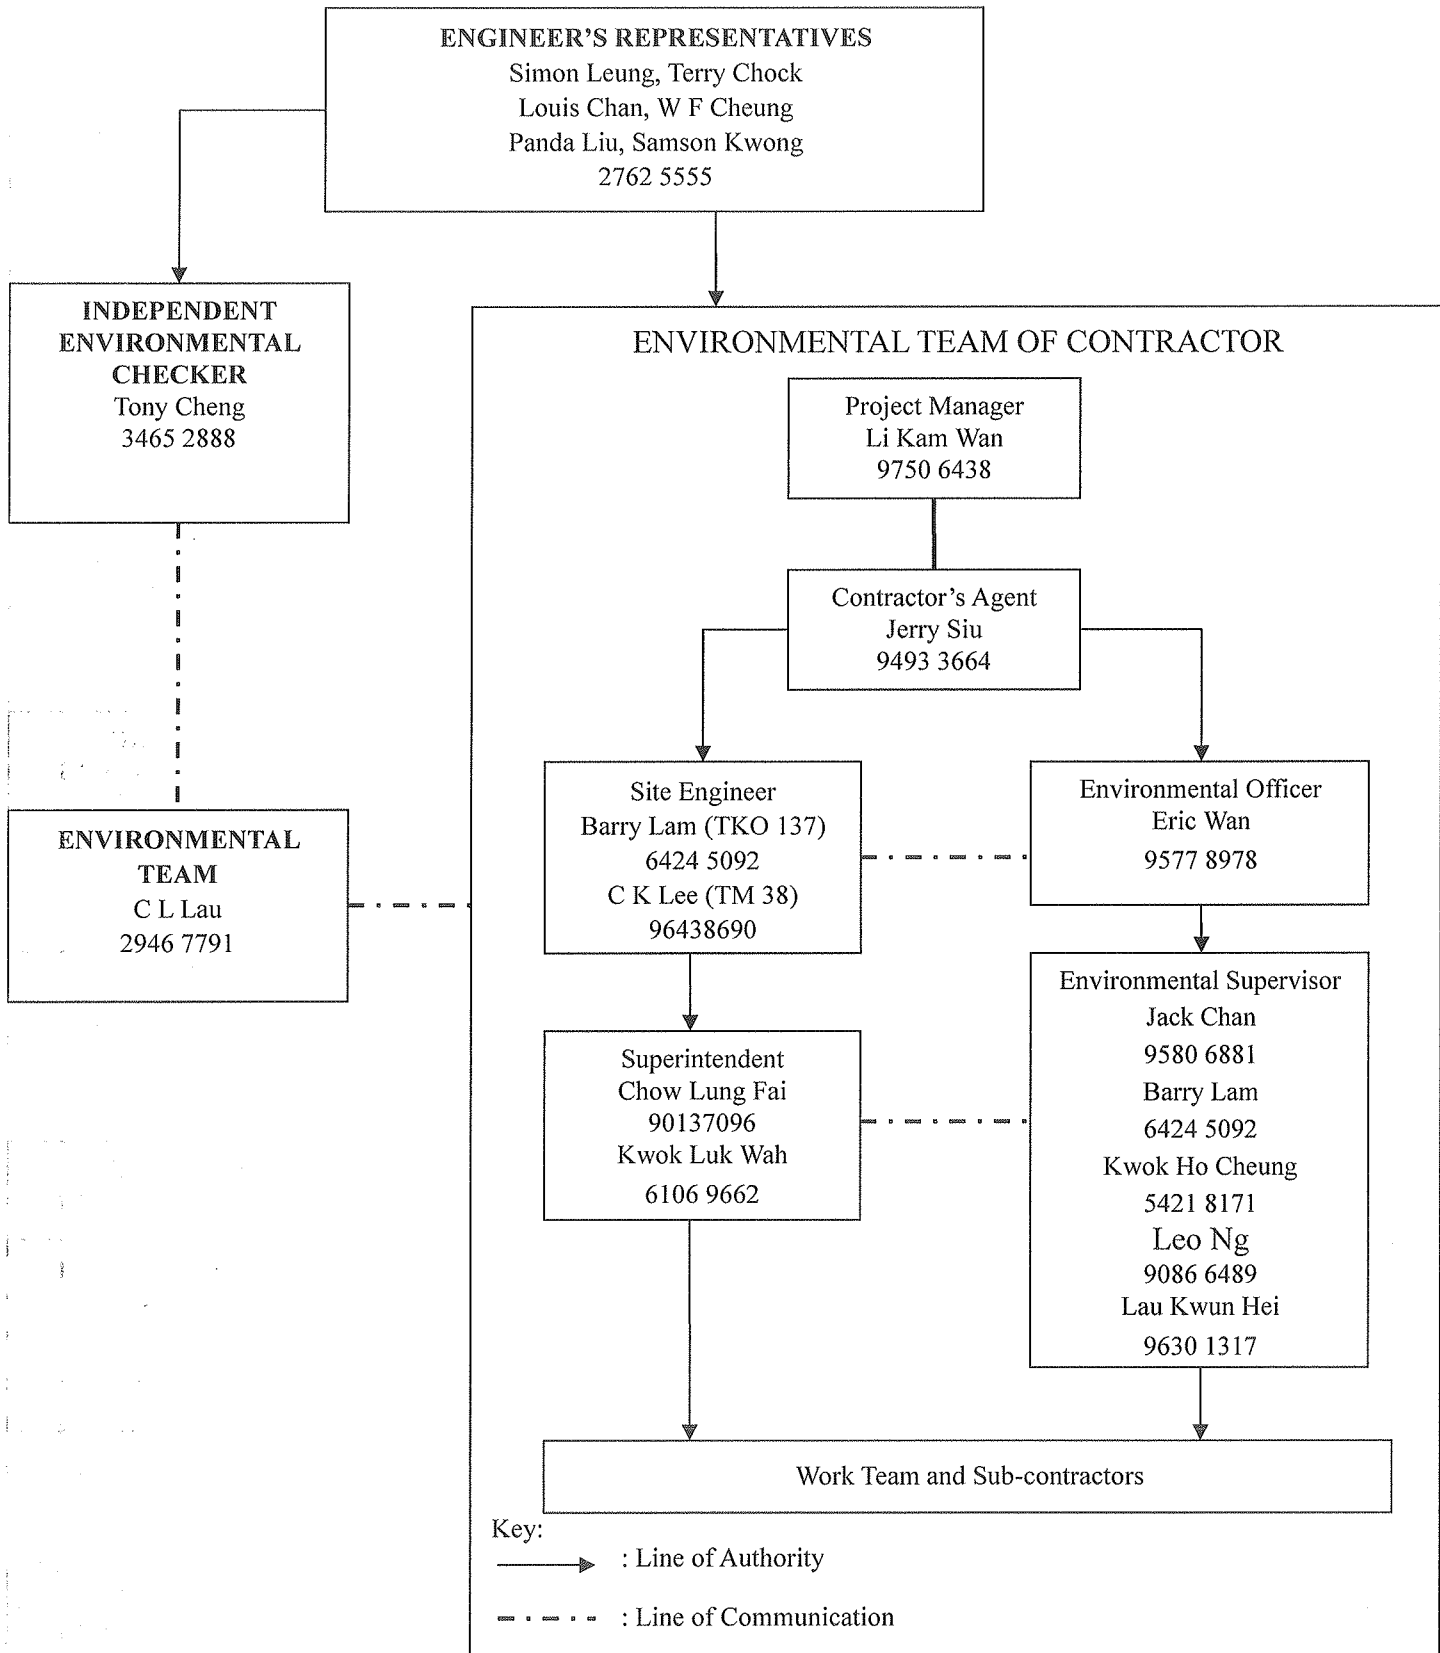 ENGINEER'S REPRESENTATIVES
Simon Leung, Terry Chock
Louis Chan, W F Cheung
Panda Liu, Samson Kwong
2762 5555
INDEPENDENT
ENVIRONMENTAL
CHECKER
Tony Cheng
3465 2888
ENVIRONMENTAL
TEAM
C L Lau
2946 7791
ENVIRONMENTAL TEAM OF CONTRACTOR
Project Manager
Li Kam Wan
9750 6438
Contractor's Agent
Jerry Siu
9493 3664
Site Engineer
Barry Lam (TKO 137)
6424 5092
C K Lee (TM 38)
96438690
Environmental Officer
Eric Wan
9577 8978
Superintendent
Chow Lung Fai
90137096
Kwok Luk Wah
6106 9662
Environmental Supervisor
Jack Chan
9580 6881
Barry Lam
6424 5092
Kwok Ho Cheung
5421 8171
Leo Ng
9086 6489
Lau Kwun Hei
9630 1317
Work Team and Sub-contractors
Key:
: Line of Authority
: Line of Communication